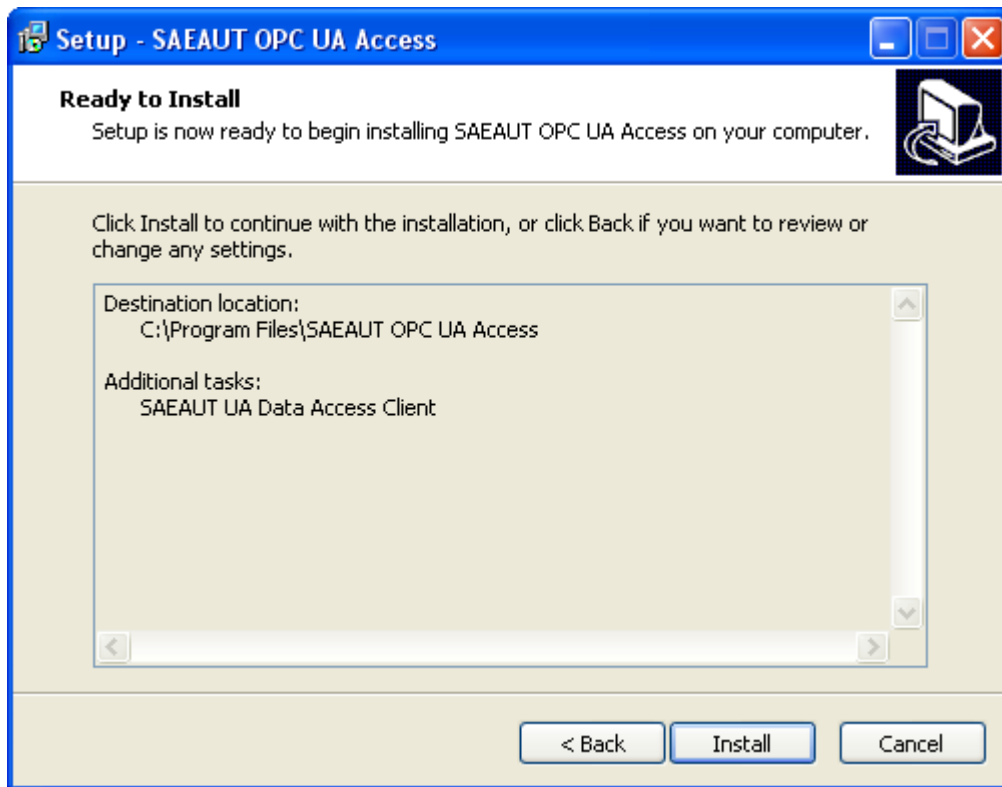 Setup - SAEAUT OPC UA Access
Ready to Install
Setup is now ready to begin installing SAEAUT OPC UA Access on your computer.
Click Install to continue with the installation, or click Back if you want to review or
change any settings.
Destination location:
C:\Program Files\SAEAUT OPC UA Access
Additional tasks:
SAEAUT UA Data Access Client
< Back
Install
Cancel